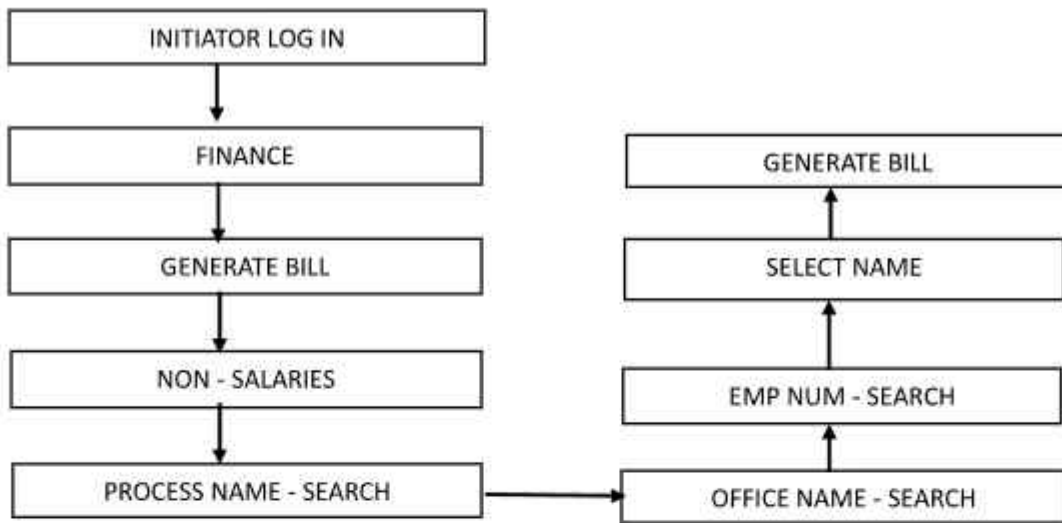 INITIATOR LOG IN
FINANCE
GENERATE BILL
NON - SALARIES
PROCESS NAME - SEARCH
OFFICE NAME - SEARCH
EMP NUM - SEARCH
SELECT NAME
GENERATE BILL